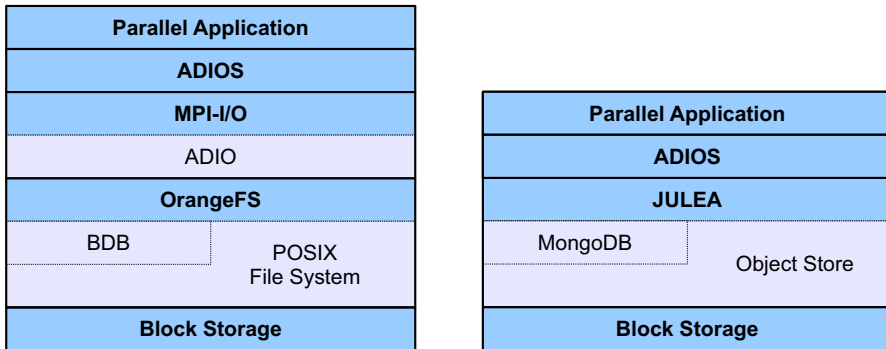 Parallel Application
ADIOS
MPI-I/O
ADIO
OrangeFS
BDB
POSIX
File System
Block Storage
Parallel Application
ADIOS
JULEA
MongoDB
Object Store
Block Storage